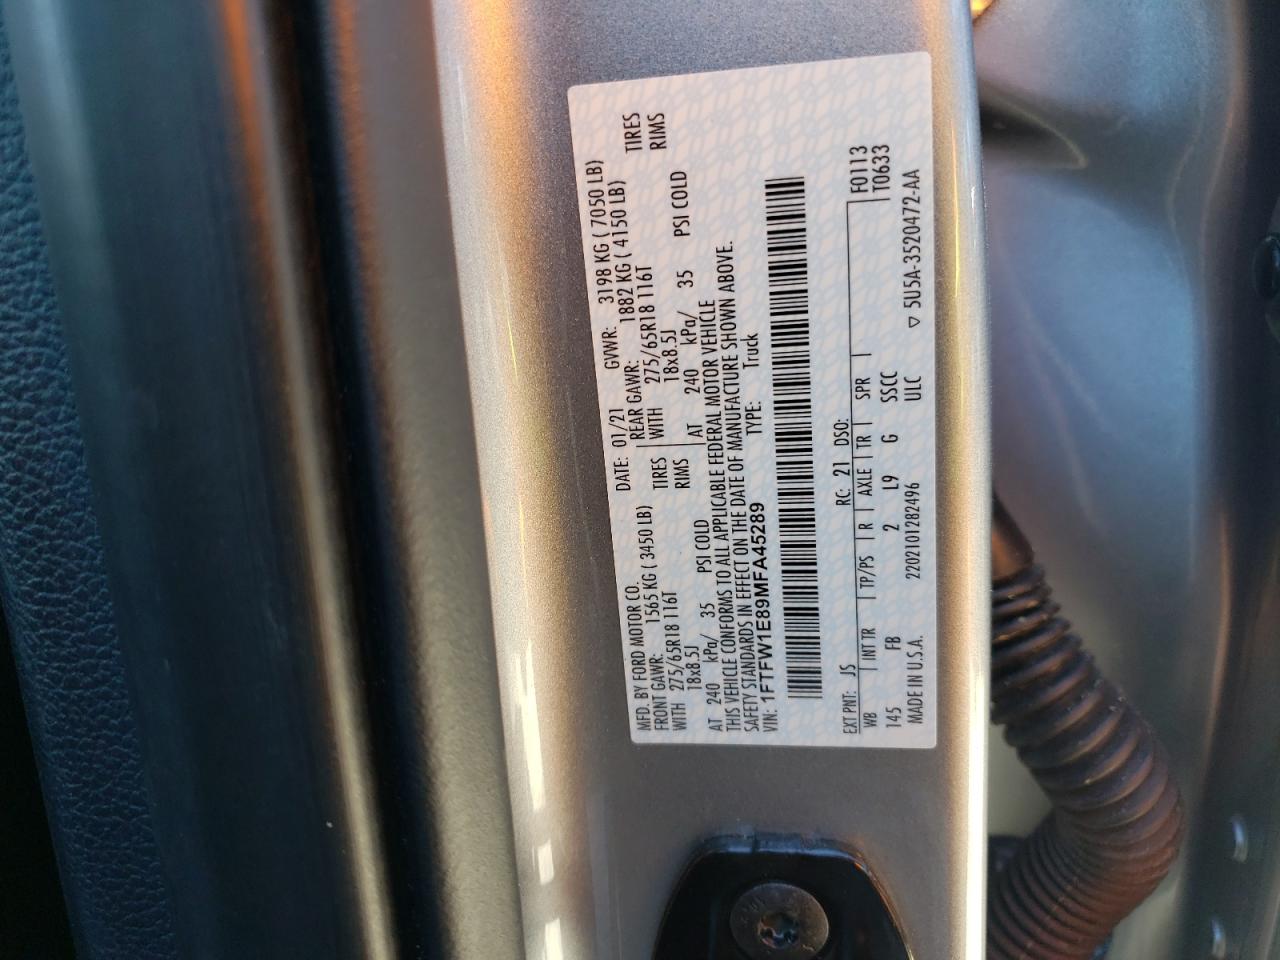 MFD. BY FORD MOTOR CO.
DATE: 01/21 GVWR: 3198 KG ( 7050 LB)
FRONT GAWR: 1565 KG ( 3450 LB) REAR GAWR: 1882 KG ( 4150 LB)
WITH 275/65R18 116T TIRES WITH 275/65R18 116T TIRES
18x8.5J RIMS 18x8.5J RIMS
AT 240 kPa/ 35 PSI COLD AT 240 kPa/ 35 PSI COLD
THIS VEHICLE CONFORMS TO ALL APPLICABLE FEDERAL MOTOR VEHICLE
SAFETY STANDARDS IN EFFECT ON THE DATE OF MANUFACTURE SHOWN ABOVE.
VIN: 1FTFW1E89MFA45289 TYPE: Truck
EXT PNT: JS RC: 21 DSO: F0113
WB INT TR TP/PS R AXLE TR SPR T0633
145 FB 2 L9 G SSCC
MADE IN U.S.A. 2202101282496 ULC ▽ 5U5A-3520472-AA